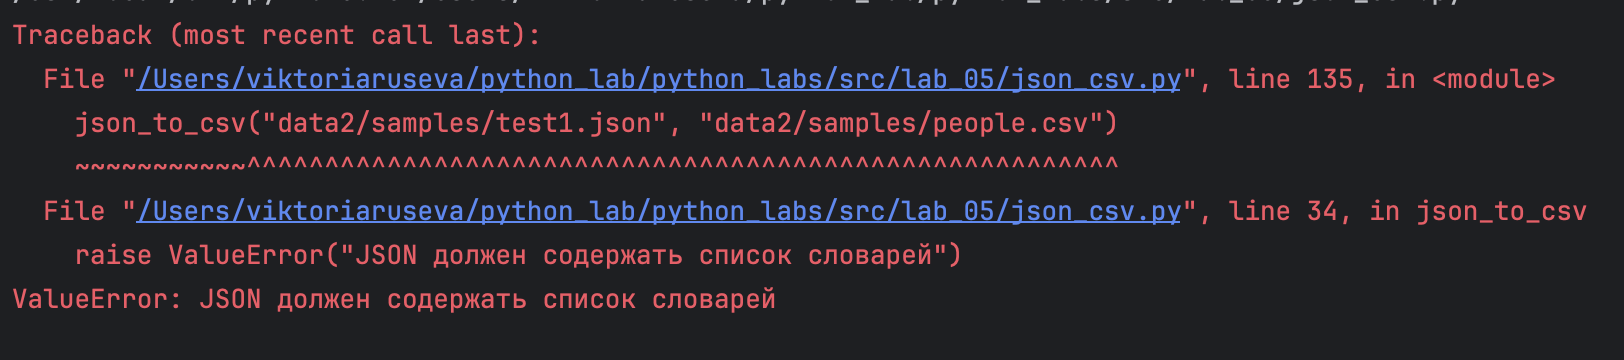 Traceback (most recent call last):
File "/Users/viktoriaruseva/python_lab/python_labs/src/lab_05/json_csv.py", line 135, in <module>
json_to_csv("data2/samples/test1.json", "data2/samples/people.csv")
~~~~~~~~~~~^^^^^^^^^^^^^^^^^^^^^^^^^^^^^^^^^^^^^^^^^^^^^^^^^^^^^^^^
File "/Users/viktoriaruseva/python_lab/python_labs/src/lab_05/json_csv.py", line 34, in json_to_csv
raise ValueError("JSON должен содержать список словарей")
ValueError: JSON должен содержать список словарей